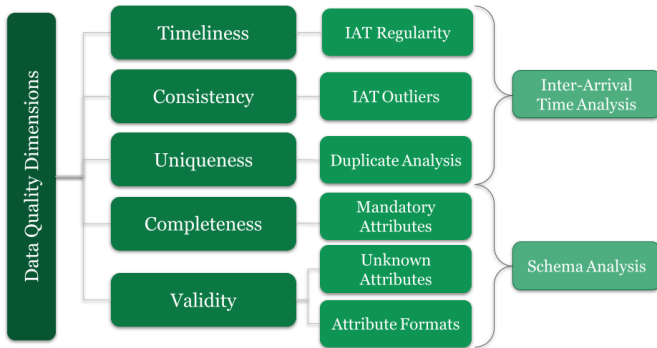 Data Quality Dimensions
Timeliness
IAT Regularity
Consistency
IAT Outliers
Uniqueness
Duplicate Analysis
Completeness
Mandatory
Attributes
Validity
Unknown
Attributes
Attribute Formats
Inter-Arrival
Time Analysis
Schema Analysis